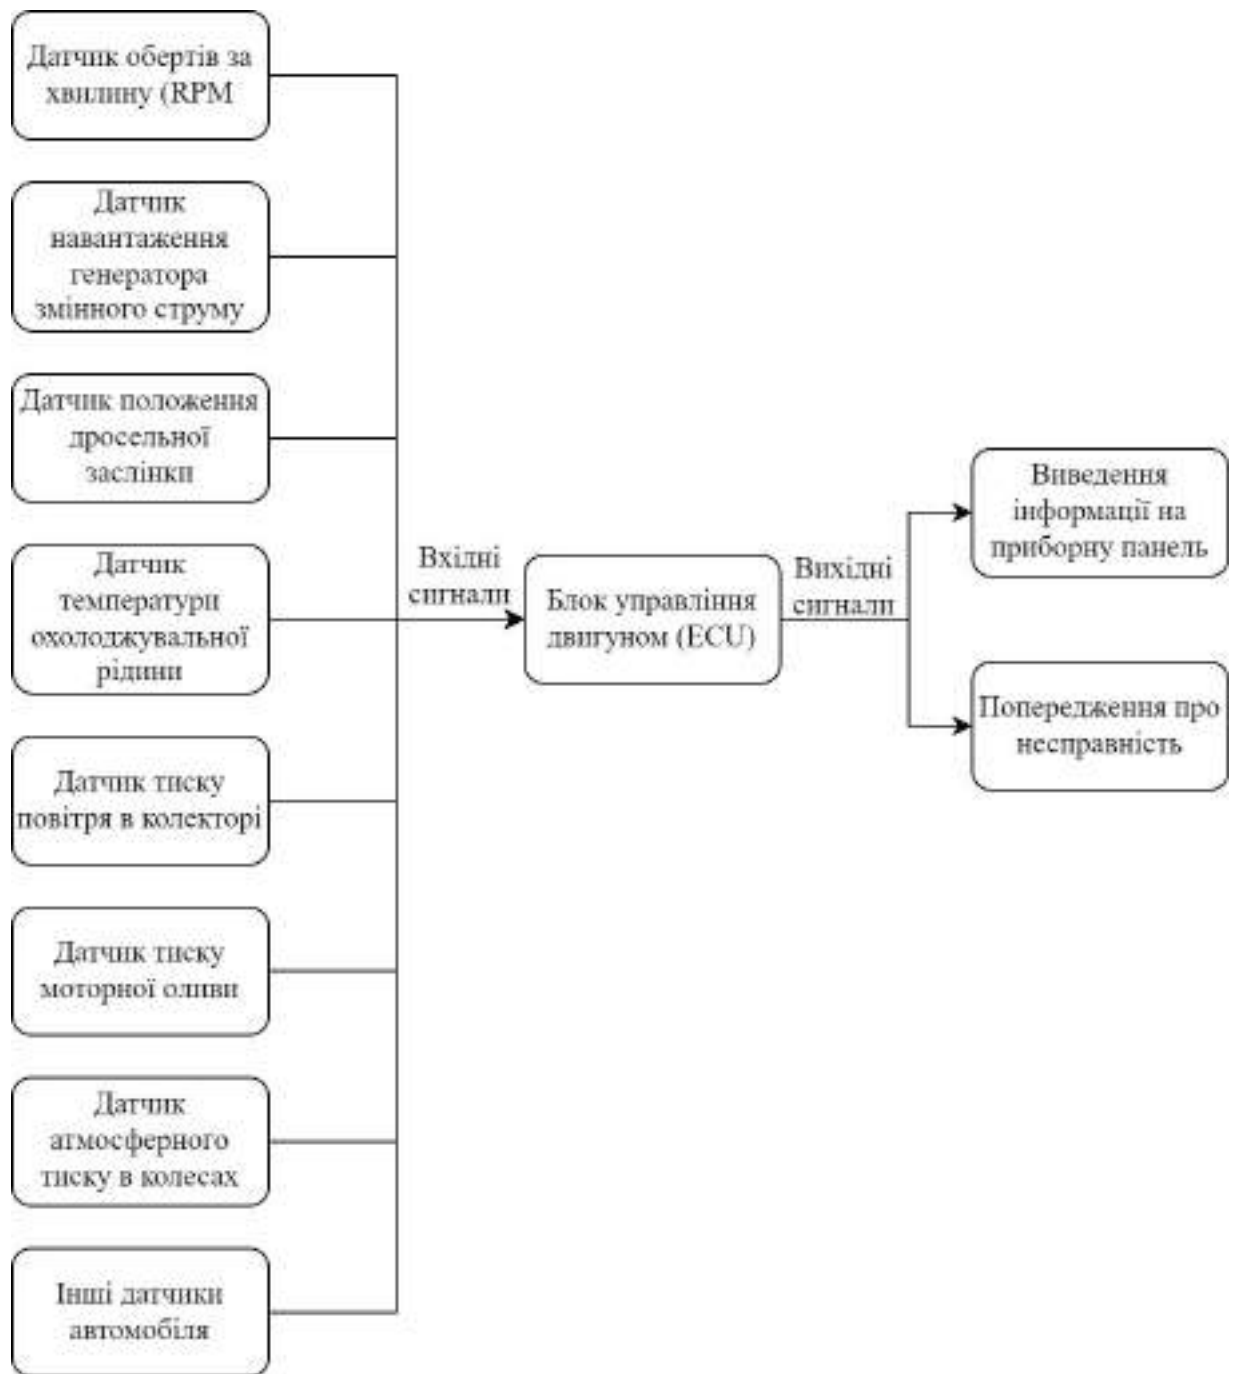 Датчик обертів за
хвилину (RPM
Датчик
навантаження
генератора
змінного струму
Датчик положення
дросельної
заслінки
Датчик
температури
охолоджувальної
рідини
Датчик тиску
повітря в колекторі
Датчик тиску
моторної оливи
Датчик
атмосферного
тиску в колесах
Інші датчики
автомобіля
Вхідні
сигнали
Блок управління
двигуном (ECU)
Вихідні
сигнали
Виведення
інформації на
приборну панель
Попередження про
несправність